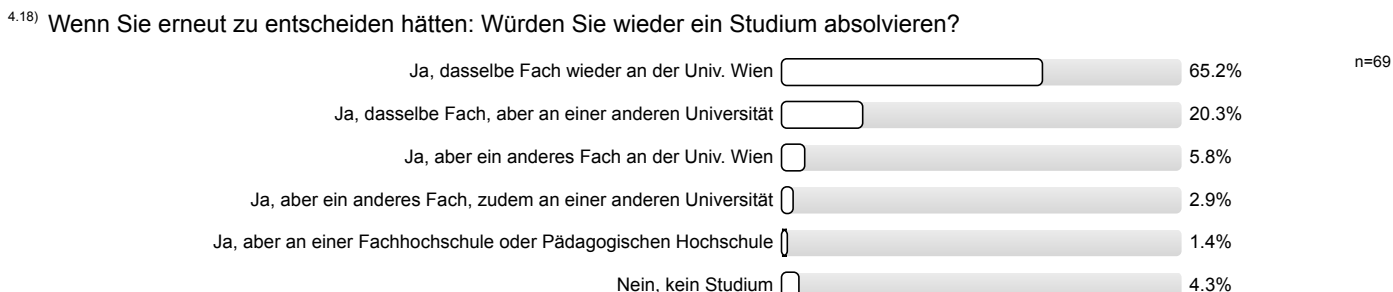 4.18) Wenn Sie erneut zu entscheiden hätten: Würden Sie wieder ein Studium absolvieren?
n=69
Ja, dasselbe Fach wieder an der Univ. Wien 65.2%
Ja, dasselbe Fach, aber an einer anderen Universität 20.3%
Ja, aber ein anderes Fach an der Univ. Wien 5.8%
Ja, aber ein anderes Fach, zudem an einer anderen Universität 2.9%
Ja, aber an einer Fachhochschule oder Pädagogischen Hochschule 1.4%
Nein, kein Studium 4.3%